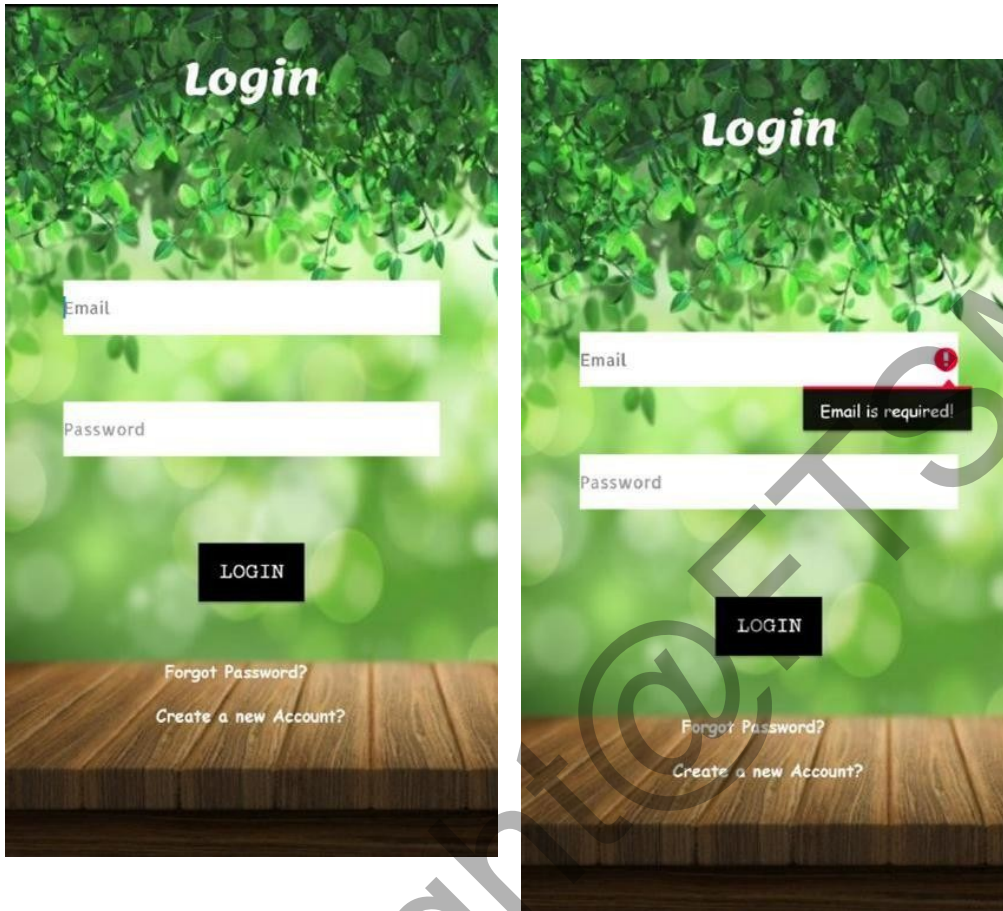 Login
Email
Password
LOGIN
Forgot Password?
Create a new Account?
Login
Email
Email is required!
Password
LOGIN
Forgot Password?
Create a new Account?